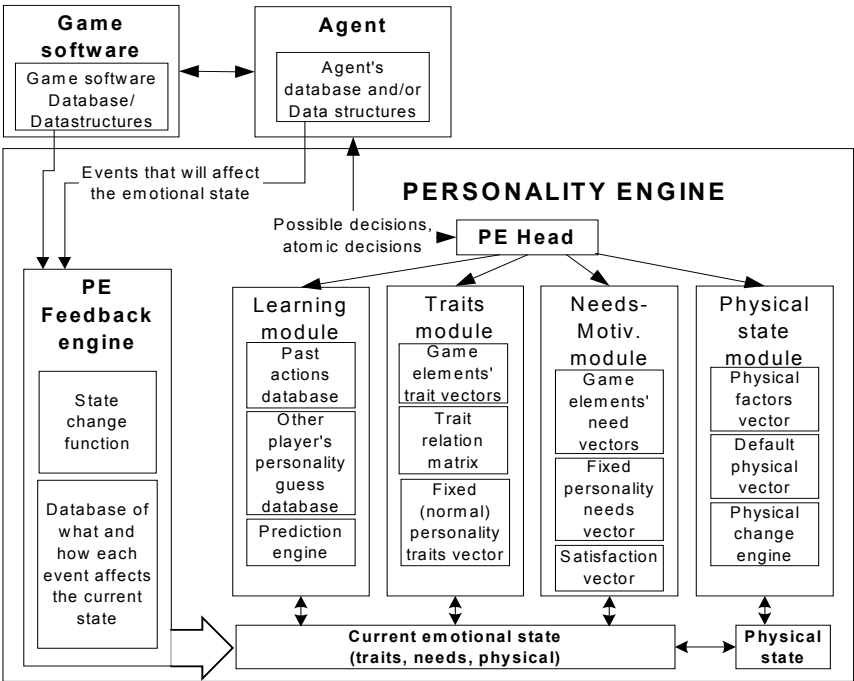 Game
software
Game software
Database/
Datastructures
Agent
Agent's
database and/or
Data structures
Events that will affect
the emotional state
PERSONALITY ENGINE
Possible decisions,
atomic decisions
PE Head
PE
Feedback
engine
State
change
function
Database of
what and
how each
event affects
the current
state
Learning
module
Past
actions
database
Other
player's
personality
guess
database
Prediction
engine
Traits
module
Game
elements'
trait vectors
Trait
relation
matrix
Fixed
(normal)
personality
traits vector
Needs-
Motiv.
module
Game
elements'
need
vectors
Fixed
personality
needs
vector
Satisfaction
vector
Physical
state
module
Physical
factors
vector
Default
physical
vector
Physical
change
engine
Current emotional state
(traits, needs, physical)
Physical
state